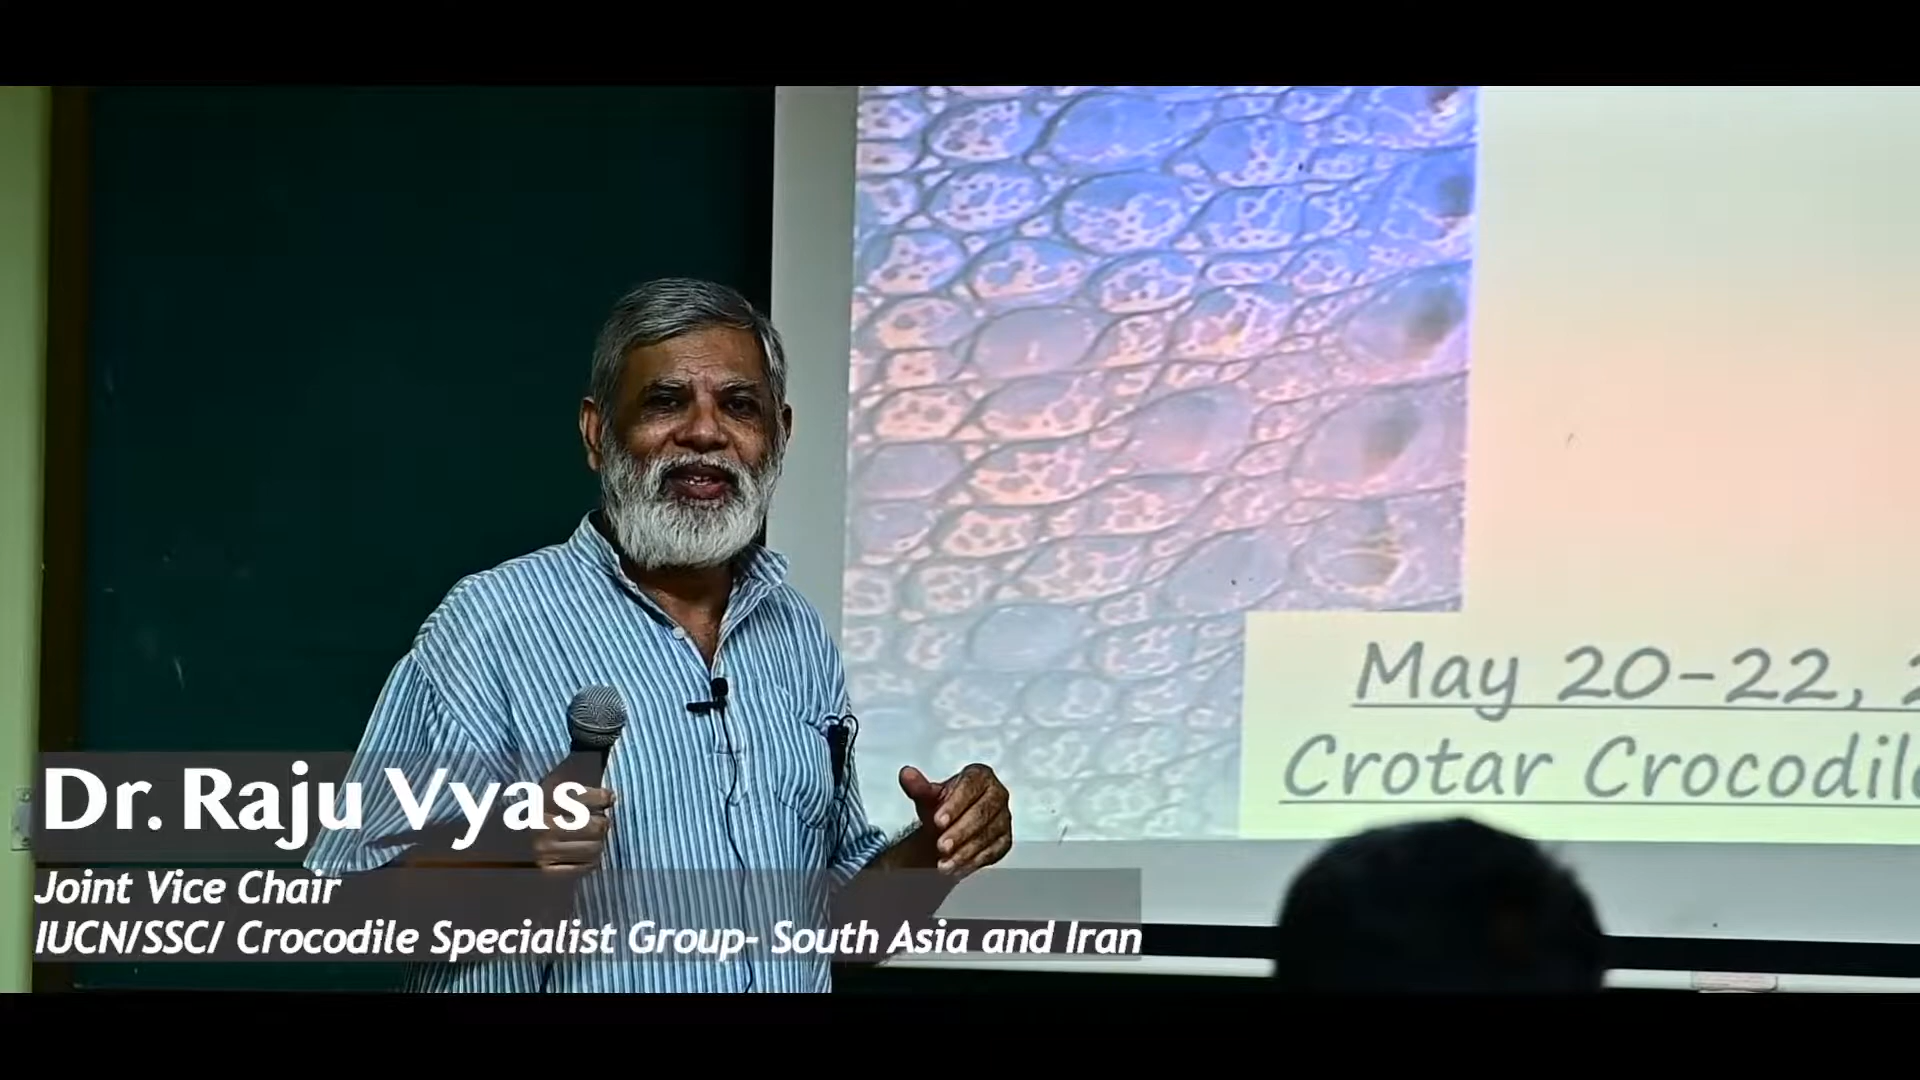 May 20-22,
Crotar Crocodile
Dr. Raju Vyas
Joint Vice Chair
IUCN/SSC/ Crocodile Specialist Group- South Asia and Iran